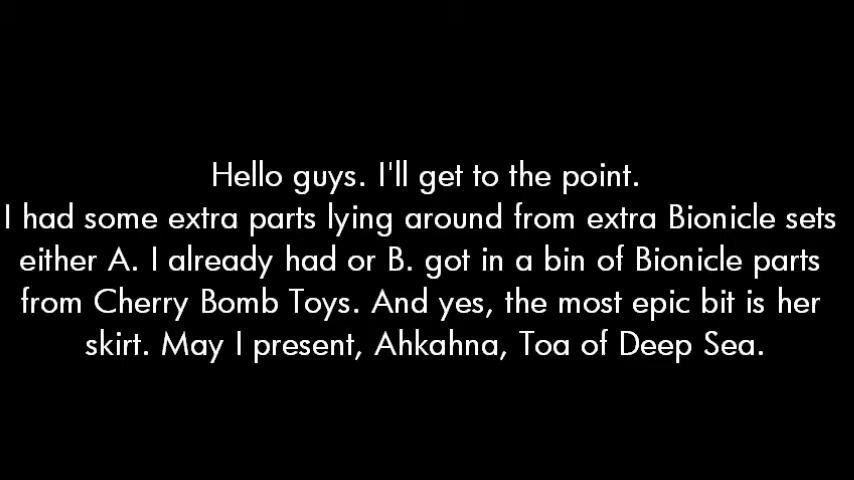 Hello guys. I'll get to the point.
I had some extra parts lying around from extra Bionicle sets
either A. I already had or B. got in a bin of Bionicle parts
from Cherry Bomb Toys. And yes, the most epic bit is her
skirt. May I present, Ahkahna, Toa of Deep Sea.